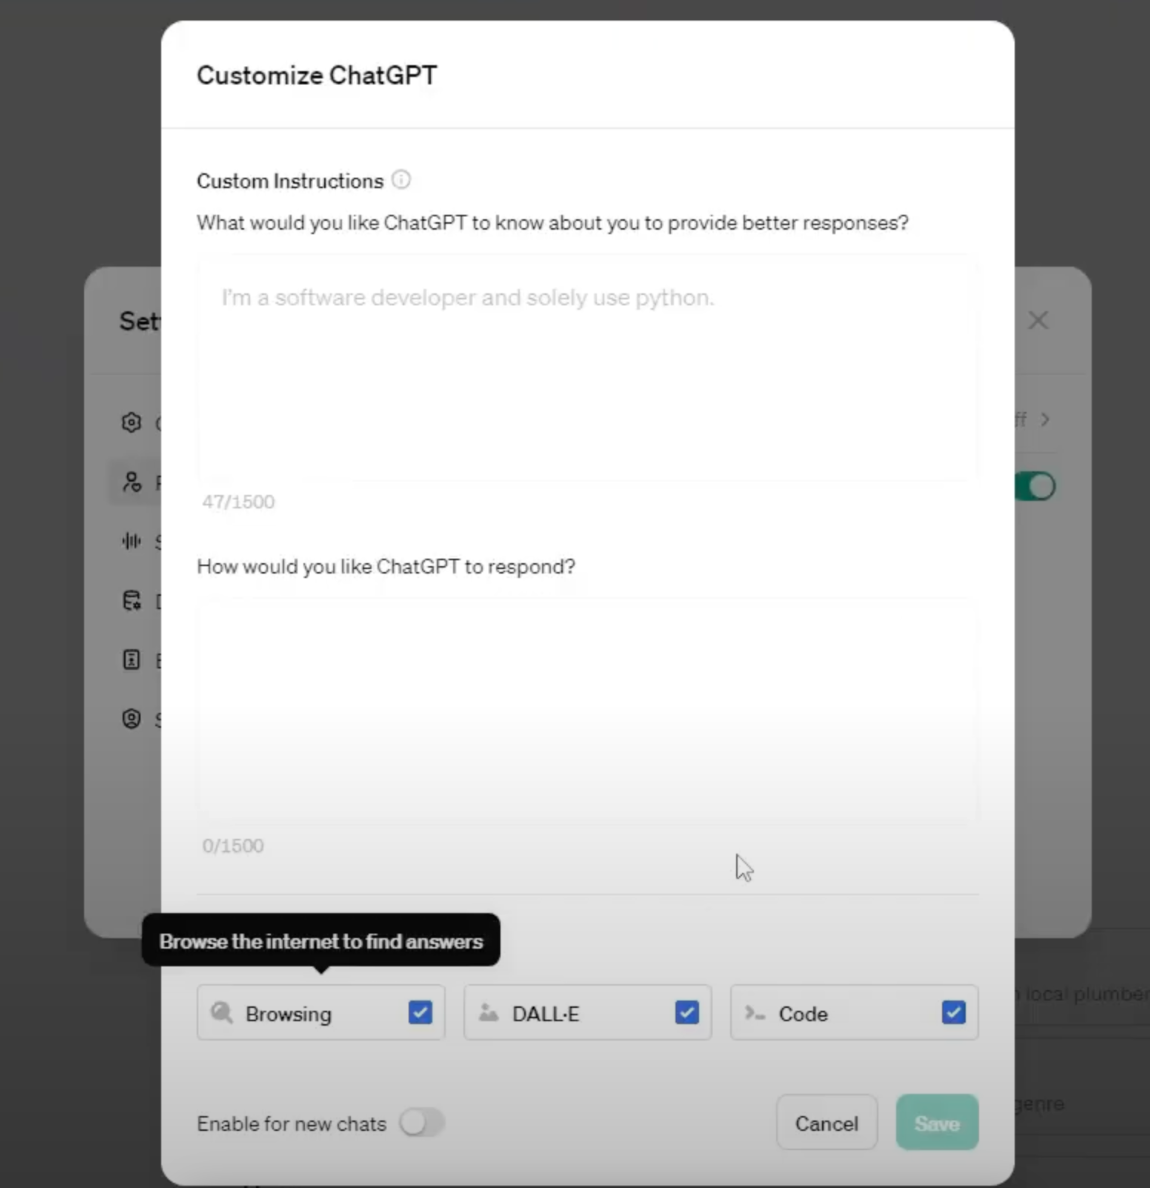 Customize ChatGPT
Custom Instructions
What would you like ChatGPT to know about you to provide better responses?
I'm a software developer and solely use python.
47/1500
How would you like ChatGPT to respond?
0/1500
Browse the internet to find answers
Browsing
DALL·E
Code
Enable for new chats
Cancel
Save
Set
ff
local plumber
genre